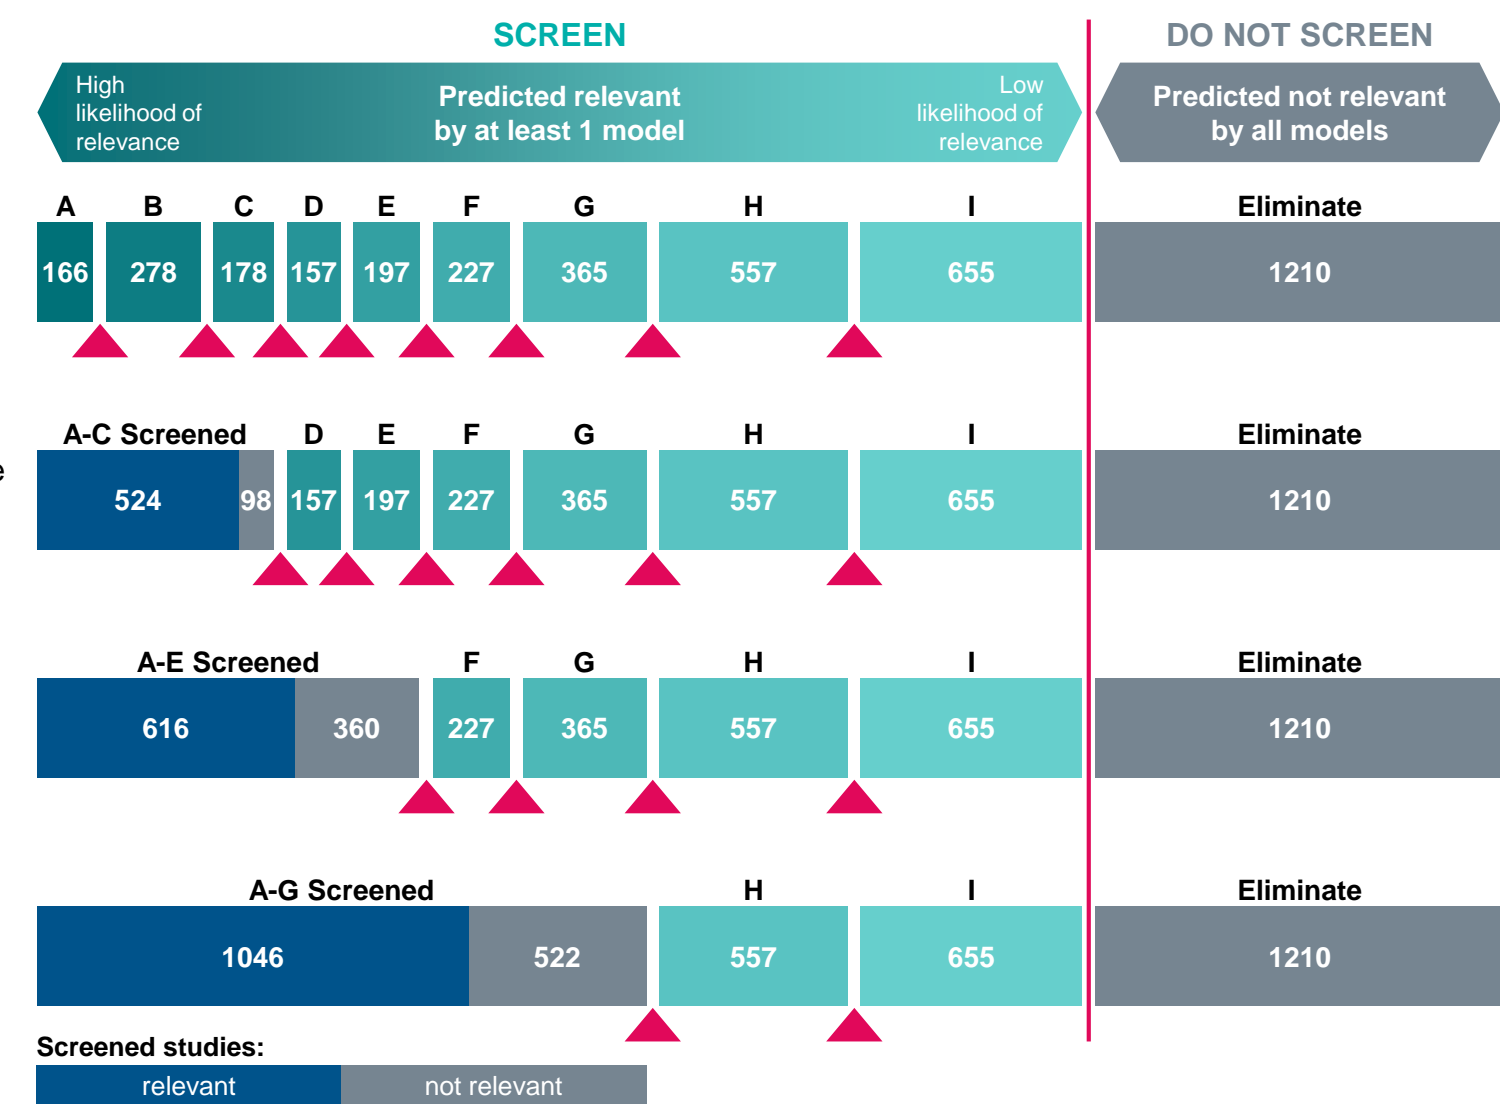 SCREEN
DO NOT SCREEN
High
likelihood of
relevance
Predicted relevant
by at least 1 model
Low
likelihood of
relevance
Predicted not relevant
by all models
A B C D E F G H I Eliminate
166 278 178 157 197 227 365 557 655 1210
A-C Screened D E F G H I Eliminate
e
524 98 157 197 227 365 557 655 1210
A-E Screened F G H I Eliminate
616 360 227 365 557 655 1210
A-G Screened H I Eliminate
1046 522 557 655 1210
Screened studies:
relevant not relevant